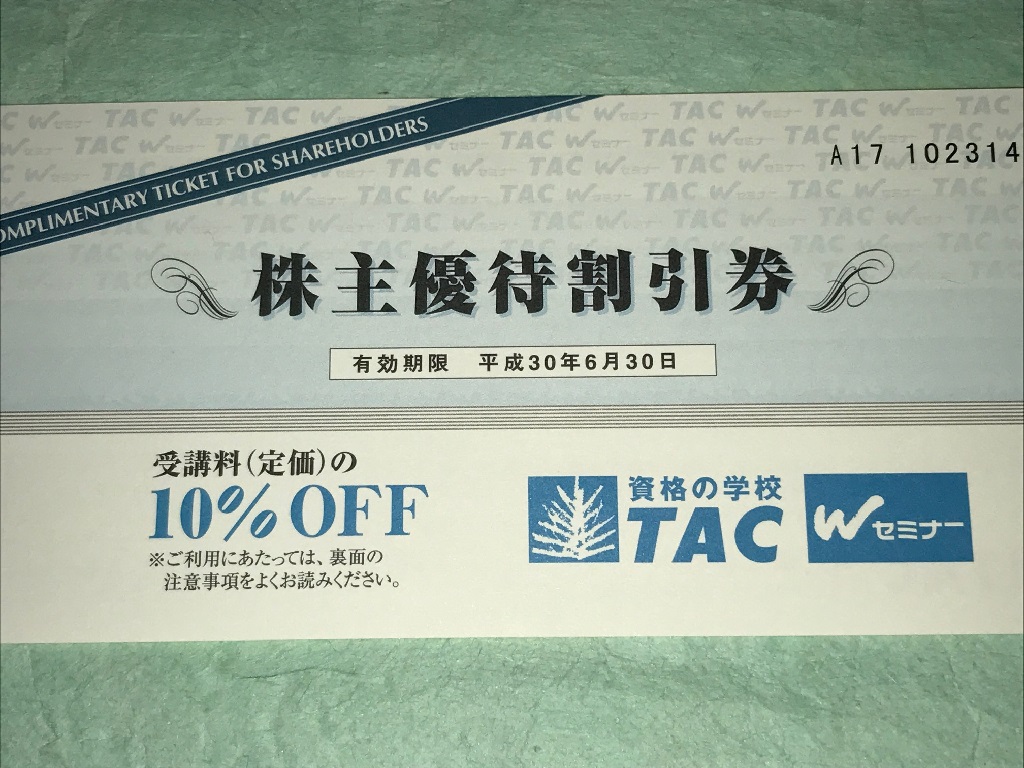 OMPLIMENTARY TICKET FOR SHAREHOLDERS
A17 102314
株主優待割引券
有効期限 平成30年6月30日
受講料(定価)の
10%OFF
※ご利用にあたっては、裏面の
注意事項をよくお読みください。
資格の学校
TAC
Wセミナー